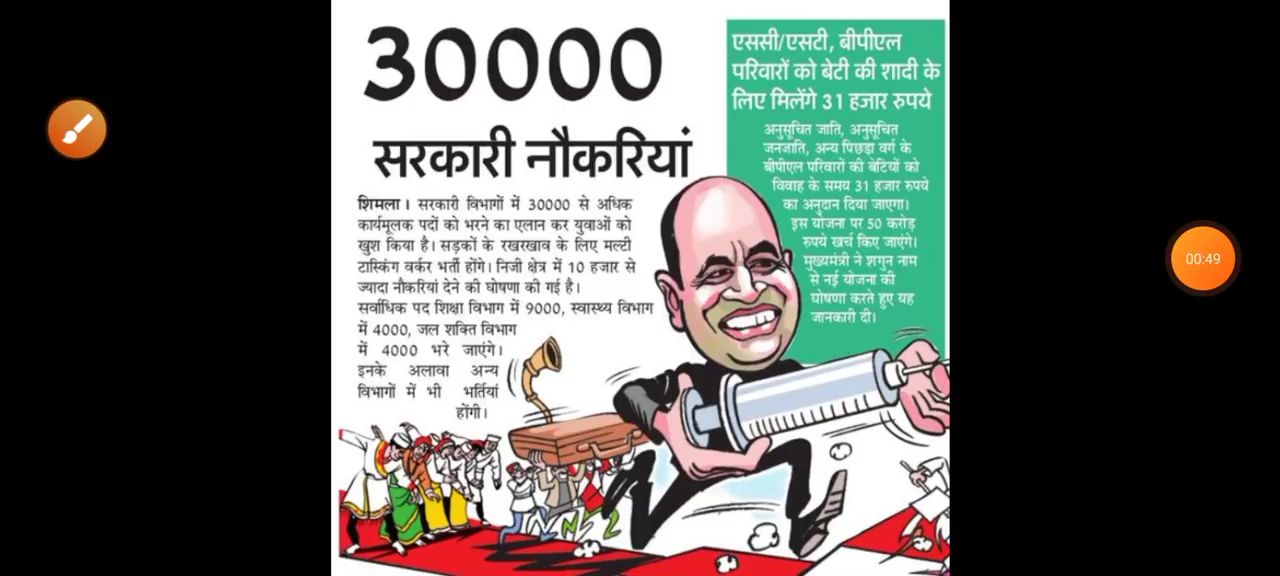 30000
सरकारी नौकरियां
शिमला। सरकारी विभागों में 30000 से अधिक
कार्यमूलक पदों को भरने का एलान कर युवाओं को
खुश किया है। सड़कों के रखरखाव के लिए मल्टी
टास्किंग वर्कर भर्ती होंगे। निजी क्षेत्र में 10 हजार से
ज्यादा नौकरियां देने की घोषणा की गई है।
सर्वाधिक पद शिक्षा विभाग में 9000, स्वास्थ्य विभाग
में 4000, जल शक्ति विभाग
में 4000 भरे जाएंगे।
इनके अलावा अन्य
विभागों में भी भर्तियां
होंगी।
एससी/एसटी, बीपीएल
परिवारों को बेटी की शादी के
लिए मिलेंगे 31 हजार रुपये
अनुसूचित जाति, अनुसूचित
जनजाति, अन्य पिछड़ा वर्ग के
बीपीएल परिवारों की बेटियों को
विवाह के समय 31 हजार रुपये
का अनुदान दिया जाएगा।
इस योजना पर 50 करोड़
रुपये खर्च किए जाएंगे।
मुख्यमंत्री ने शगुन नाम
से नई योजना की
घोषणा करते हुए यह
जानकारी दी।
00:49